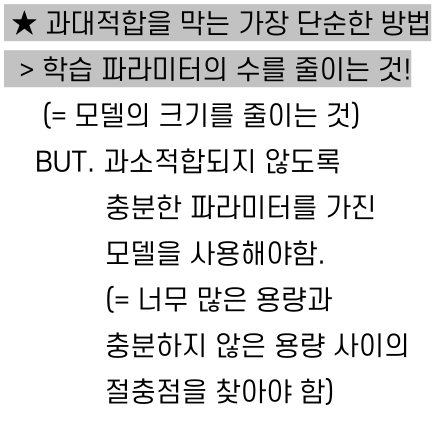 ★ 과대적합을 막는 가장 단순한 방법
> 학습 파라미터의 수를 줄이는 것!
(= 모델의 크기를 줄이는 것)
BUT. 과소적합되지 않도록
충분한 파라미터를 가진
모델을 사용해야함.
(= 너무 많은 용량과
충분하지 않은 용량 사이의
절충점을 찾아야 함)